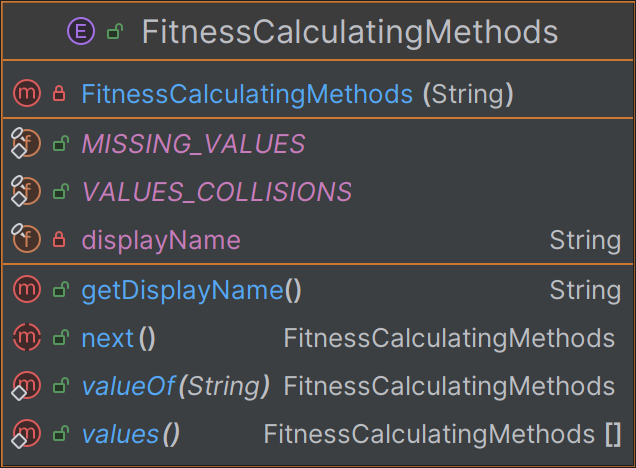 E FitnessCalculatingMethods
m FitnessCalculatingMethods (String)
f MISSING_VALUES
f VALUES_COLLISIONS
f displayName String
m getDisplayName() String
m next() FitnessCalculatingMethods
m valueOf(String) FitnessCalculatingMethods
m values() FitnessCalculatingMethods []